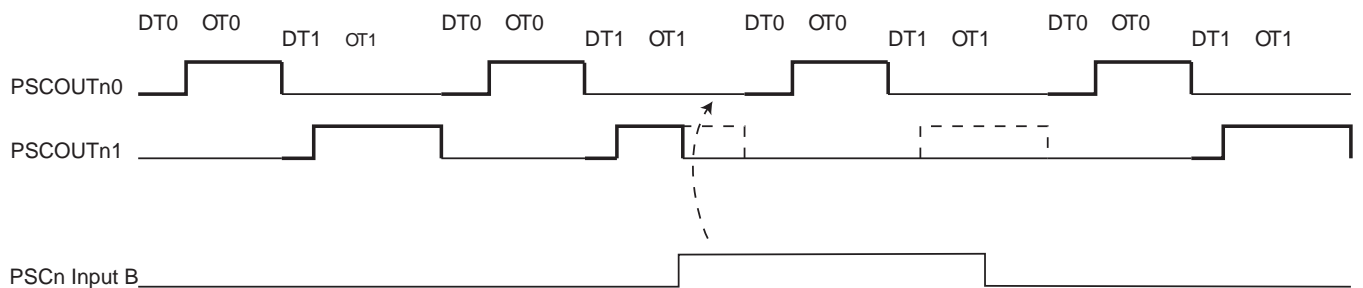 DT0 OT0 DT0 OT0 DT0 OT0 DT0 OT0
DT1 OT1 DT1 OT1 DT1 OT1 DT1 OT1
PSCOUTn0
PSCOUTn1
PSCn Input B